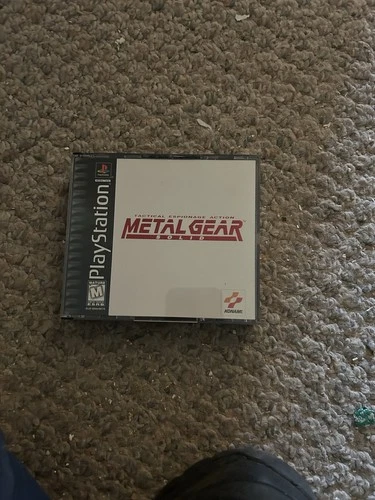 PlayStation
TACTICAL ESPIONAGE ACTION
METAL GEAR
SOLID
MATURE
M
KONAMI